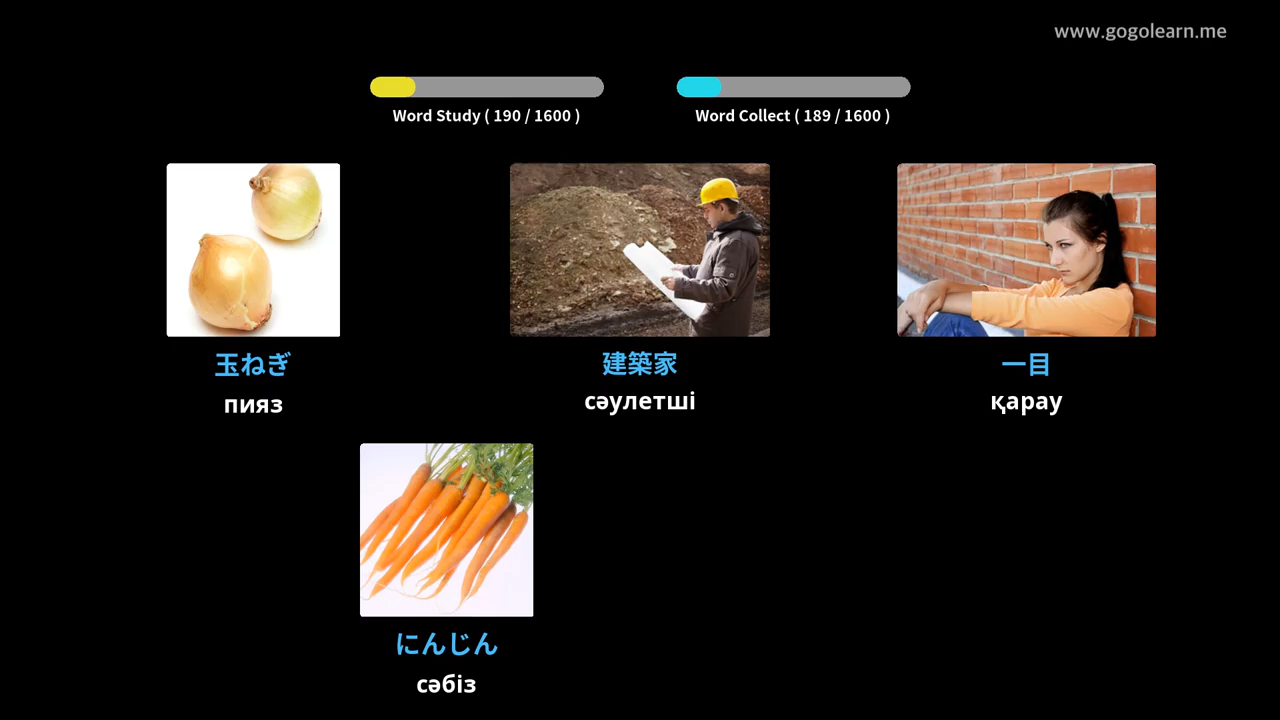 www.gogolearn.me
Word Study ( 190 / 1600 )
Word Collect ( 189 / 1600 )
玉ねぎ
пияз
建築家
сәулетші
一目
қарау
にんじん
сәбіз